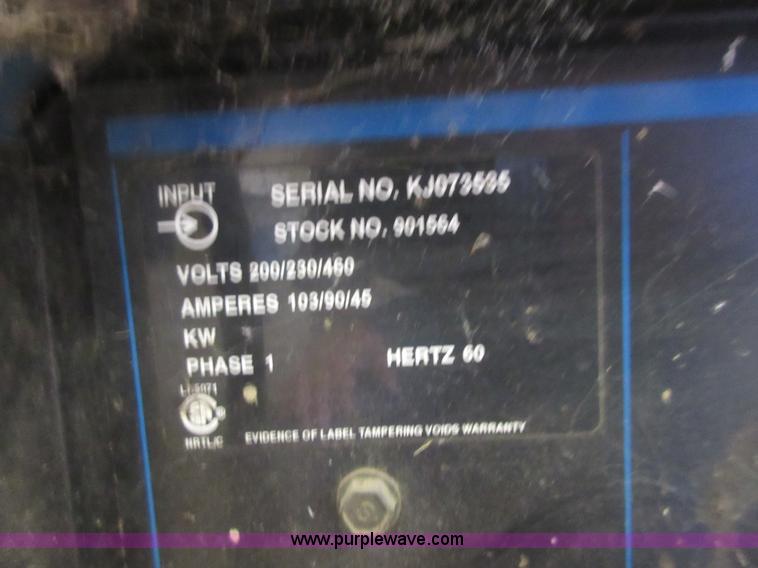 INPUT
SERIAL NO. KJ073535
STOCK NO. 901564
VOLTS 200/230/460
AMPERES 103/90/45
KW
PHASE 1
HERTZ 60
NRTL/C
EVIDENCE OF LABEL TAMPERING VOIDS WARRANTY
www.purplewave.com